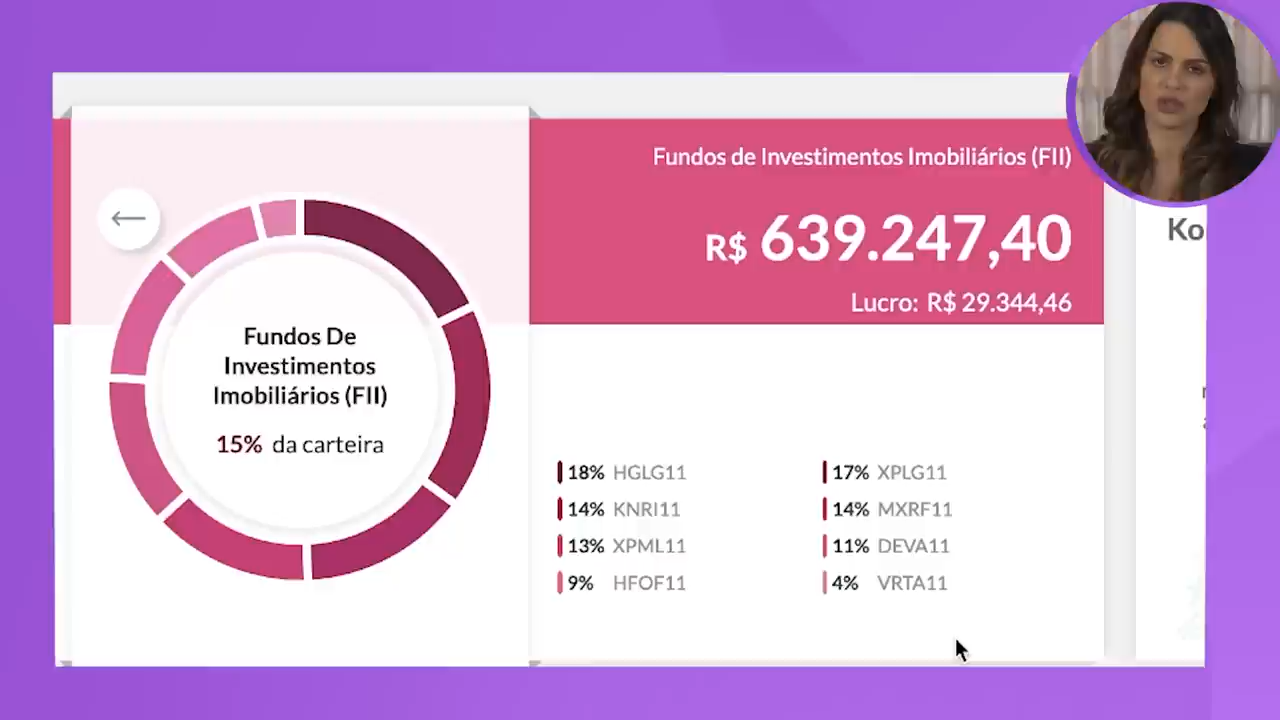 Fundos de Investimentos Imobiliários (FII)
R$ 639.247,40
Lucro: R$ 29.344,46
Ko
Fundos De
Investimentos
Imobiliários (FII)
15% da carteira
18% HGLG11
17% XPLG11
14% KNRI11
14% MXRF11
13% XPML11
11% DEVA11
9% HFOF11
4% VRTA11